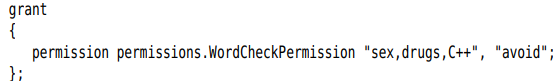 grant
{
permission permissions.WordCheckPermission "sex,drugs,C++", "avoid";
};